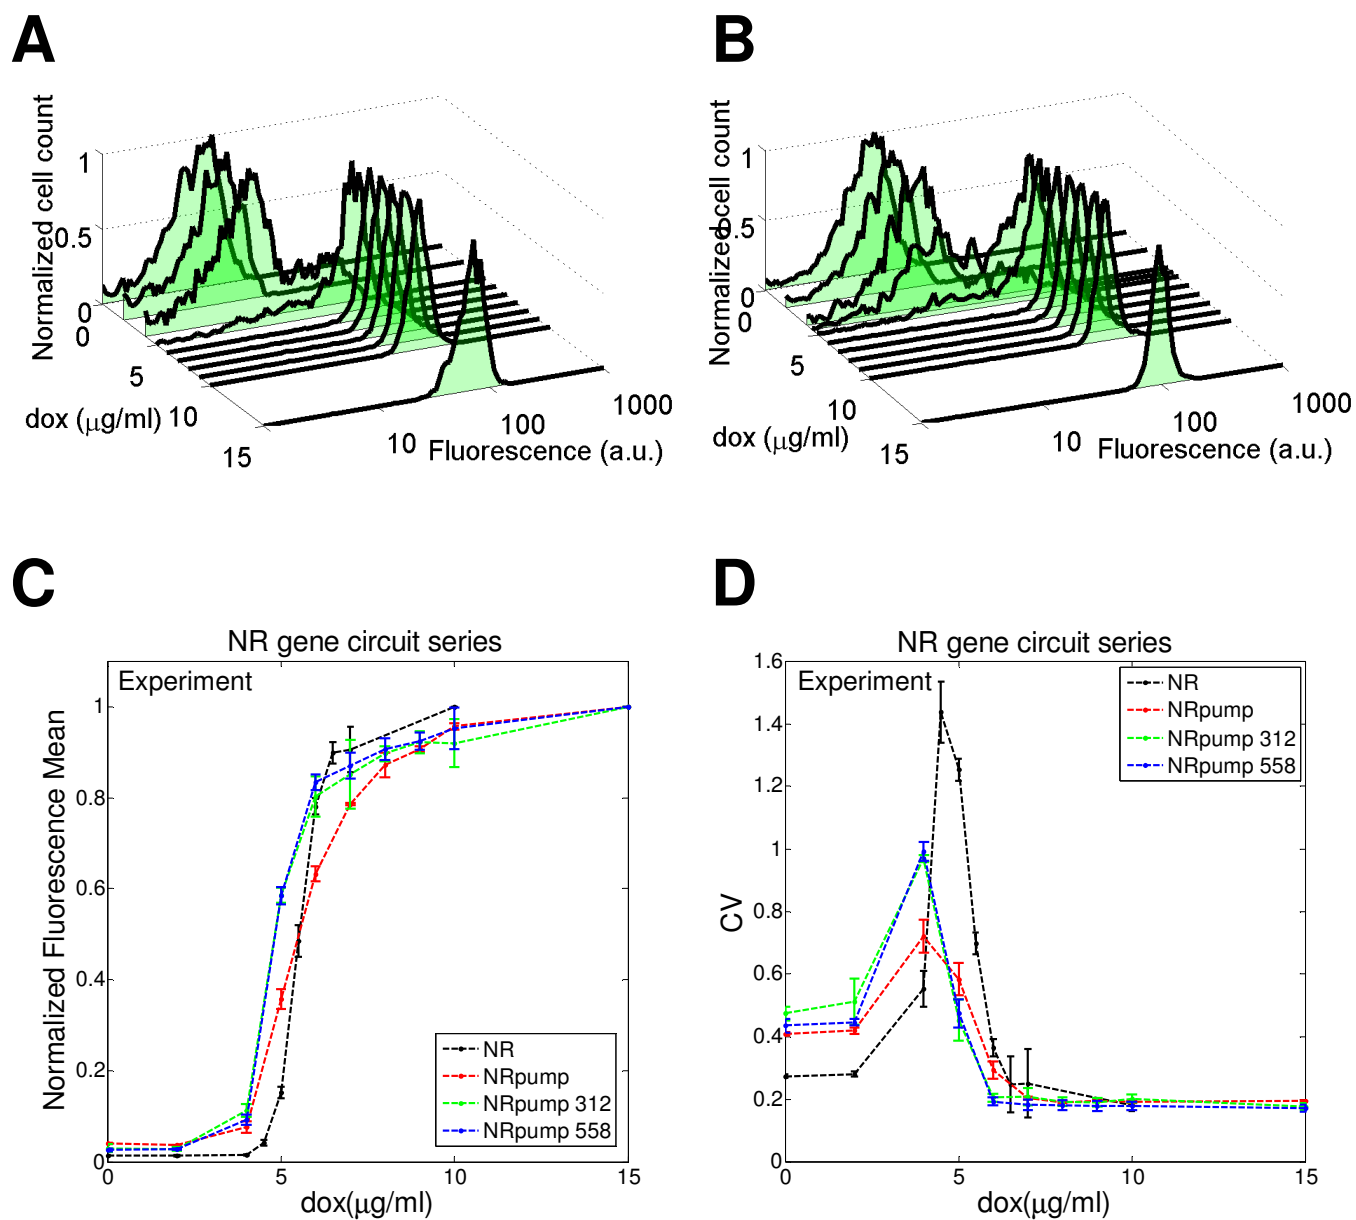 A
Normalized cell count
1
0.5
0
0
5
10
15
dox (μg/ml)
10
100
1000
Fluorescence (a.u.)
B
Normalized cell count
1
0.5
0
0
5
10
15
dox (μg/ml)
10
100
1000
Fluorescence (a.u.)
C
NR gene circuit series
Experiment
Normalized Fluorescence Mean
1
0.8
0.6
0.4
0.2
0
NR
NRpump
NRpump 312
NRpump 558
0
5
10
15
dox(μg/ml)
D
NR gene circuit series
Experiment
CV
1.6
1.4
1.2
1
0.8
0.6
0.4
0.2
0
NR
NRpump
NRpump 312
NRpump 558
0
5
10
15
dox(μg/ml)